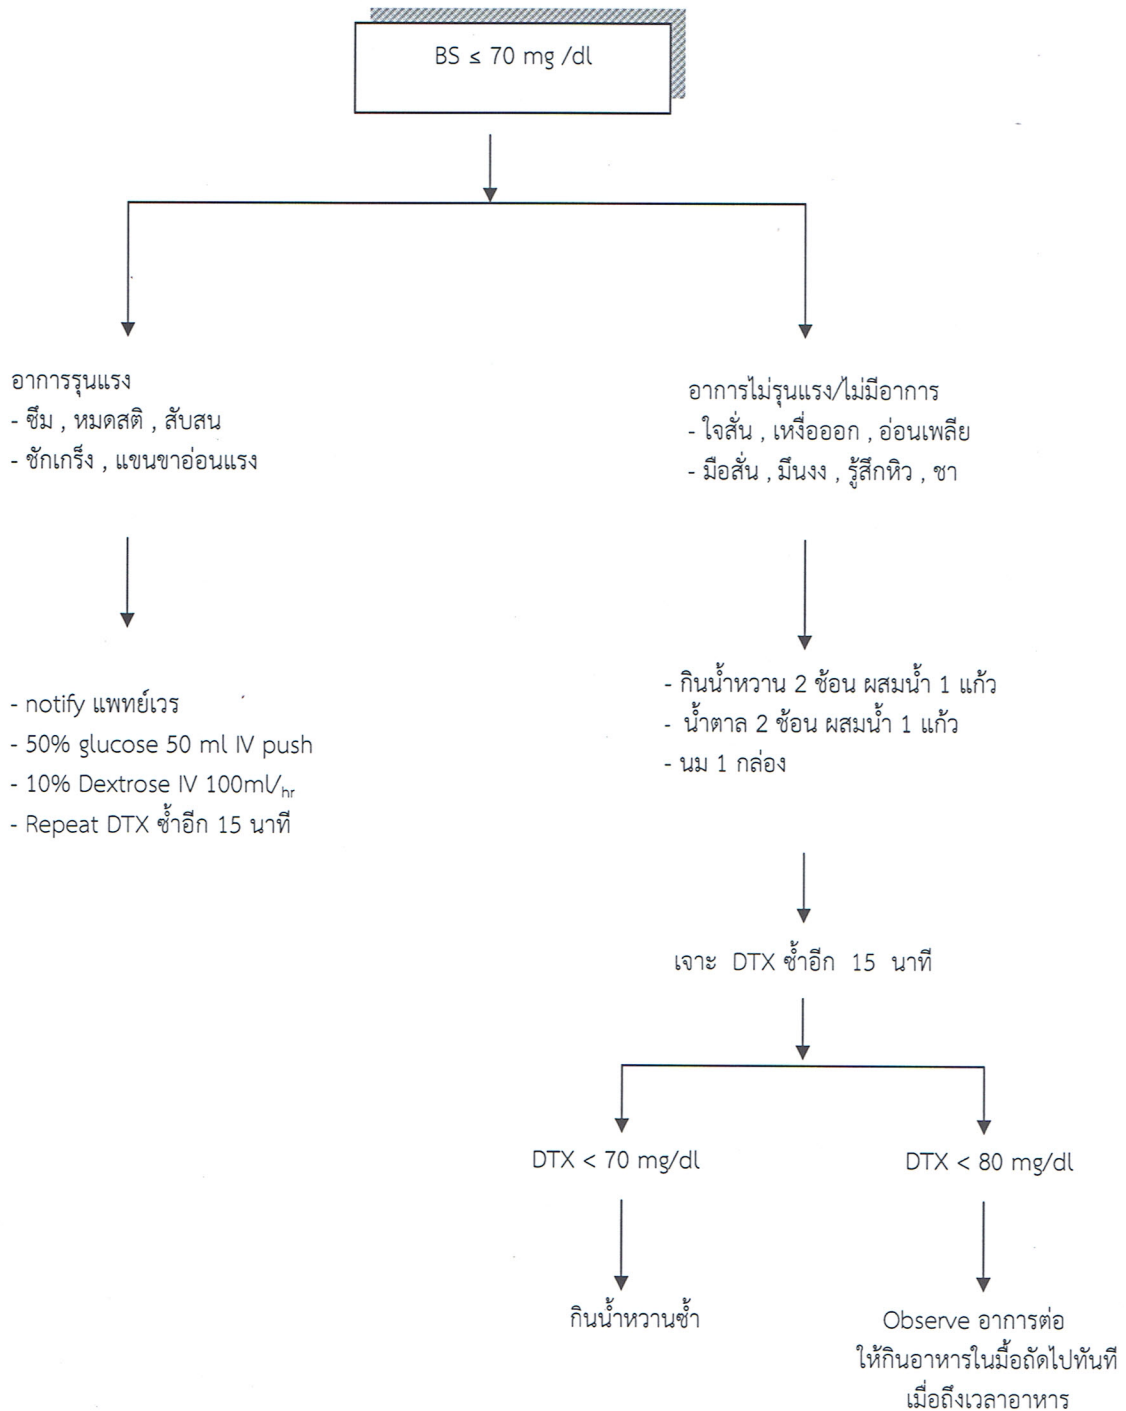 BS ≤ 70 mg /dl
อาการรุนแรง
- ซึม , หมดสติ , สับสน
- ชักเกร็ง , แขนขาอ่อนแรง
อาการไม่รุนแรง/ไม่มีอาการ
- ใจสั่น , เหงื่อออก , อ่อนเพลีย
- มือสั่น , มึนงง , รู้สึกหิว , ชา
- notify แพทย์เวร
- 50% glucose 50 ml IV push
- 10% Dextrose IV 100ml/hr
- Repeat DTX ซ้ำอีก 15 นาที
- กินน้ำหวาน 2 ช้อน ผสมน้ำ 1 แก้ว
- น้ำตาล 2 ช้อน ผสมน้ำ 1 แก้ว
- นม 1 กล่อง
เจาะ DTX ซ้ำอีก 15 นาที
DTX < 70 mg/dl
DTX < 80 mg/dl
กินน้ำหวานซ้ำ
Observe อาการต่อ
ให้กินอาหารในมื้อถัดไปทันที
เมื่อถึงเวลาอาหาร